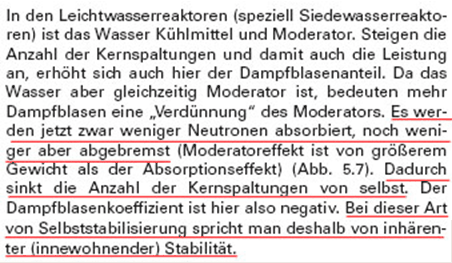 In den Leichtwasserreaktoren (speziell Siedewasserreakto-
ren) ist das Wasser Kühlmittel und Moderator. Steigen die
Anzahl der Kernspaltungen und damit auch die Leistung
an, erhöht sich auch hier der Dampfblasenanteil. Da das
Wasser aber gleichzeitig Moderator ist, bedeuten mehr
Dampfblasen eine „Verdünnung“ des Moderators. Es wer-
den jetzt zwar weniger Neutronen absorbiert, noch weni-
ger aber abgebremst (Moderatoreffekt ist von größerem
Gewicht als der Absorptionseffekt) (Abb. 5.7). Dadurch
sinkt die Anzahl der Kernspaltungen von selbst. Der
Dampfblasenkoeffizient ist hier also negativ. Bei dieser Art
von Selbststabilisierung spricht man deshalb von inhären-
ter (innewohnender) Stabilität.